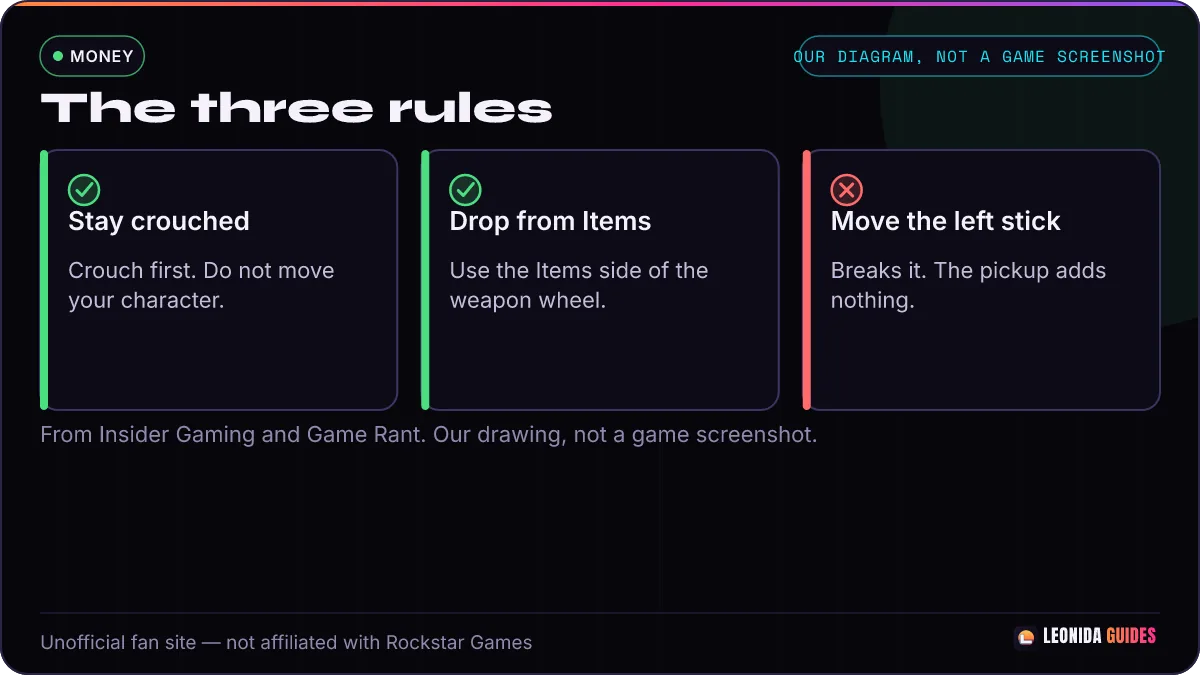 MONEY
OUR DIAGRAM, NOT A GAME SCREENSHOT
The three rules
Stay crouched
Crouch first. Do not move
your character.
Drop from Items
Use the Items side of the
weapon wheel.
Move the left stick
Breaks it. The pickup adds
nothing.
From Insider Gaming and Game Rant. Our drawing, not a game screenshot.
Unofficial fan site — not affiliated with Rockstar Games
LEONIDA GUIDES